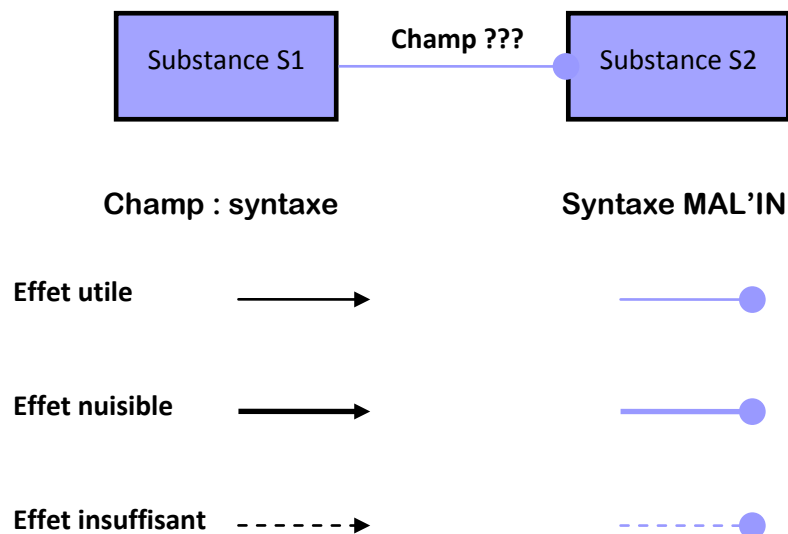 Champ ???
Substance S1
Substance S2
Champ : syntaxe
Syntaxe MAL’IN
Effet utile
Effet nuisible
Effet insuffisant